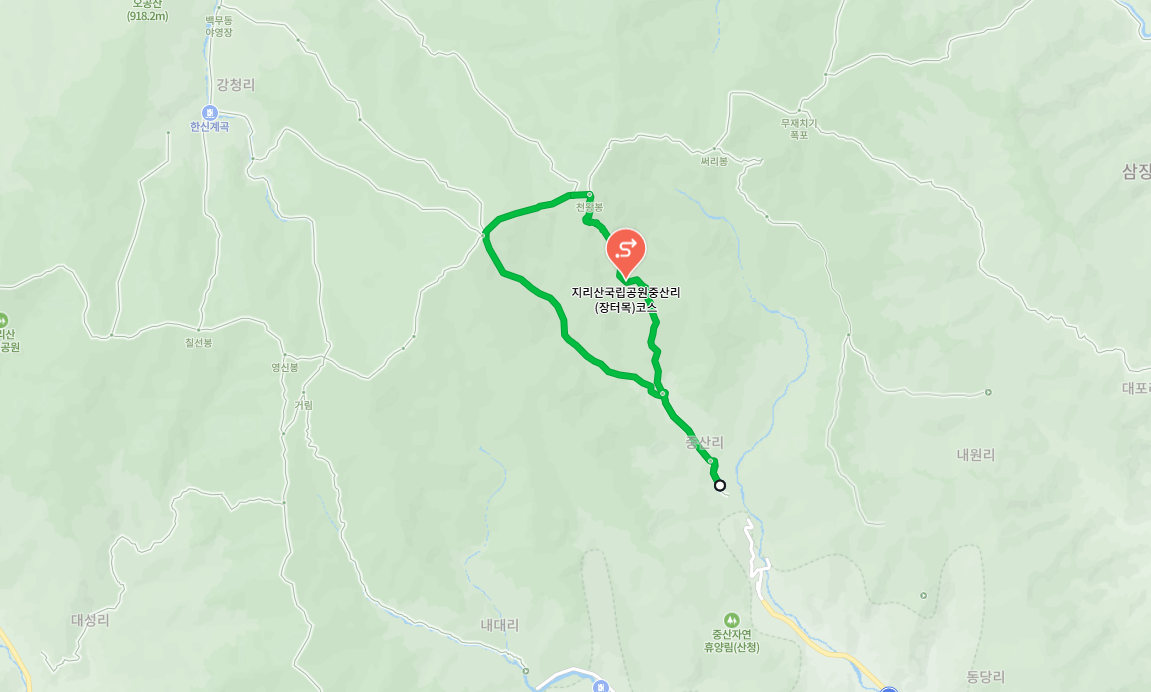 오공산
(918.2m)
백무동
야영장
강청리
한신계곡
무재치기
폭포
써리봉
삼장
천왕봉
지리산국립공원중산리
(장터목)코스
리산
공원
칠선봉
영신봉
거림
대포리
중산리
내원리
대성리
내대리
중산자연
휴양림(산청)
동당리